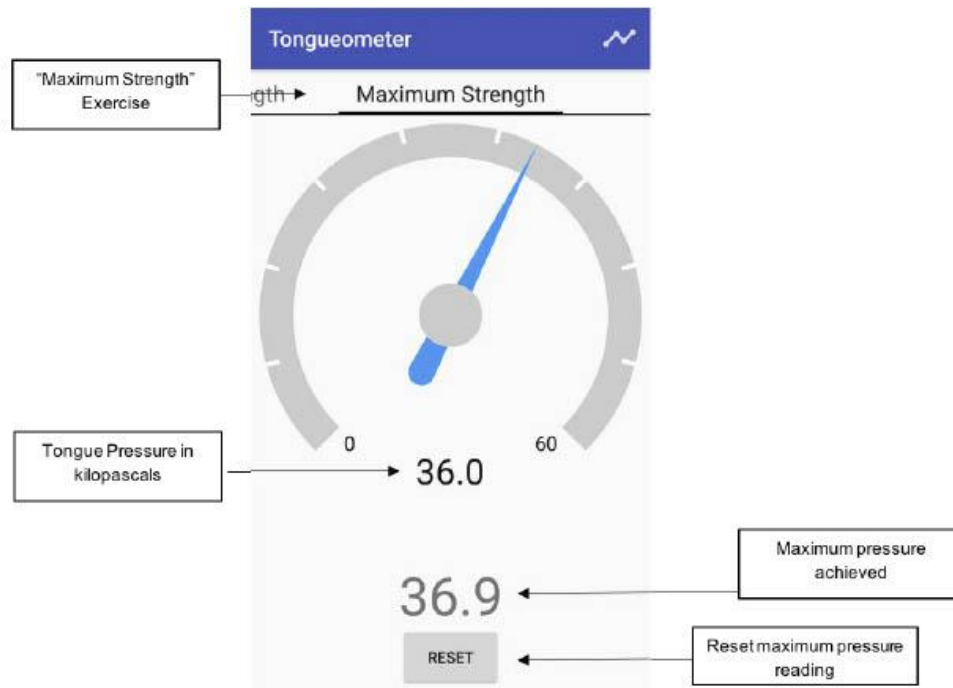 Tongueometer
"Maximum Strength"
Exercise
gth
Maximum Strength
0
60
Tongue Pressure in
kilopascals
36.0
Maximum pressure
achieved
36.9
RESET
Reset maximum pressure
reading